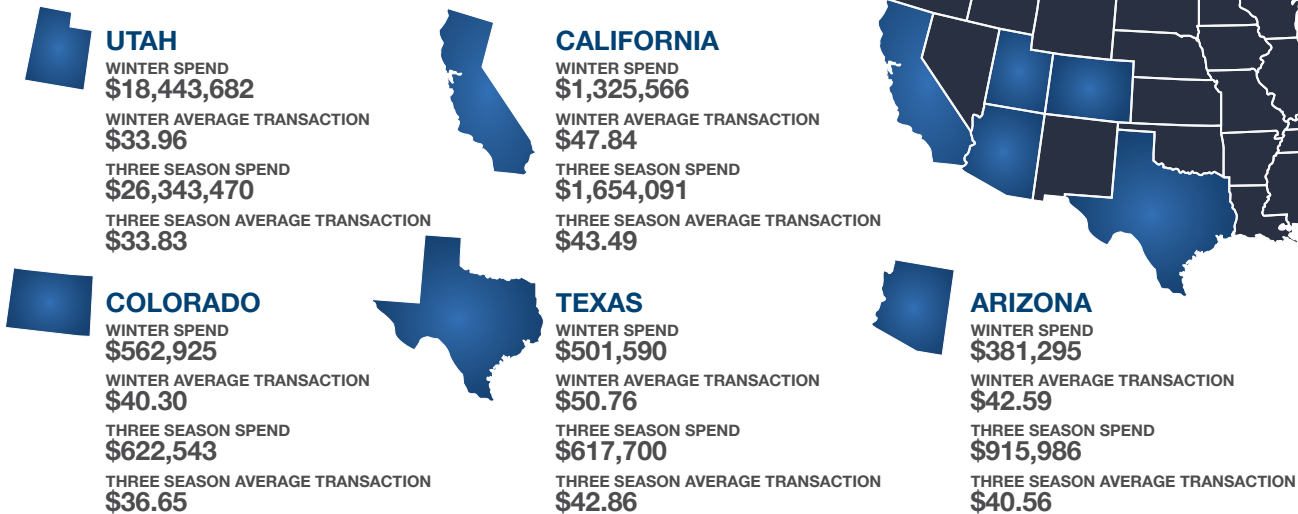 UTAH
WINTER SPEND
$18,443,682
WINTER AVERAGE TRANSACTION
$33.96
THREE SEASON SPEND
$26,343,470
THREE SEASON AVERAGE TRANSACTION
$33.83
CALIFORNIA
WINTER SPEND
$1,325,566
WINTER AVERAGE TRANSACTION
$47.84
THREE SEASON SPEND
$1,654,091
THREE SEASON AVERAGE TRANSACTION
$43.49
COLORADO
WINTER SPEND
$562,925
WINTER AVERAGE TRANSACTION
$40.30
THREE SEASON SPEND
$622,543
THREE SEASON AVERAGE TRANSACTION
$36.65
TEXAS
WINTER SPEND
$501,590
WINTER AVERAGE TRANSACTION
$50.76
THREE SEASON SPEND
$617,700
THREE SEASON AVERAGE TRANSACTION
$42.86
ARIZONA
WINTER SPEND
$381,295
WINTER AVERAGE TRANSACTION
$42.59
THREE SEASON SPEND
$915,986
THREE SEASON AVERAGE TRANSACTION
$40.56